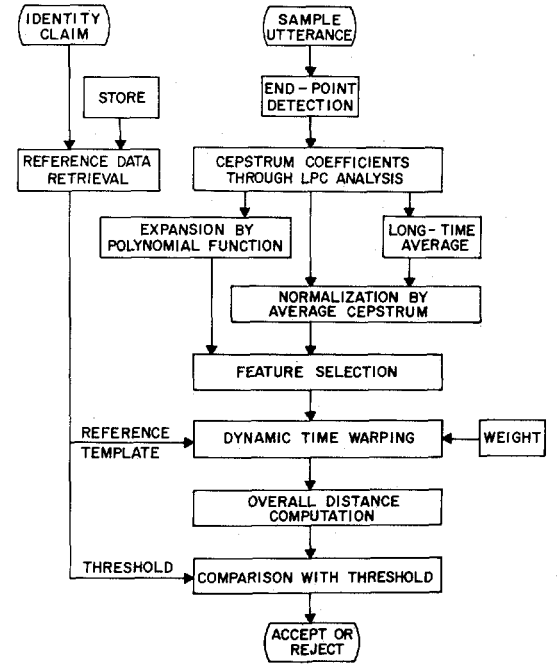 IDENTITY
CLAIM
SAMPLE
UTTERANCE
STORE
END-POINT
DETECTION
REFERENCE DATA
RETRIEVAL
CEPSTRUM COEFFICIENTS
THROUGH LPC ANALYSIS
EXPANSION BY
POLYNOMIAL FUNCTION
LONG-TIME
AVERAGE
NORMALIZATION BY
AVERAGE CEPSTRUM
FEATURE SELECTION
REFERENCE
TEMPLATE
DYNAMIC TIME WARPING
WEIGHT
OVERALL DISTANCE
COMPUTATION
THRESHOLD
COMPARISON WITH THRESHOLD
ACCEPT OR
REJECT